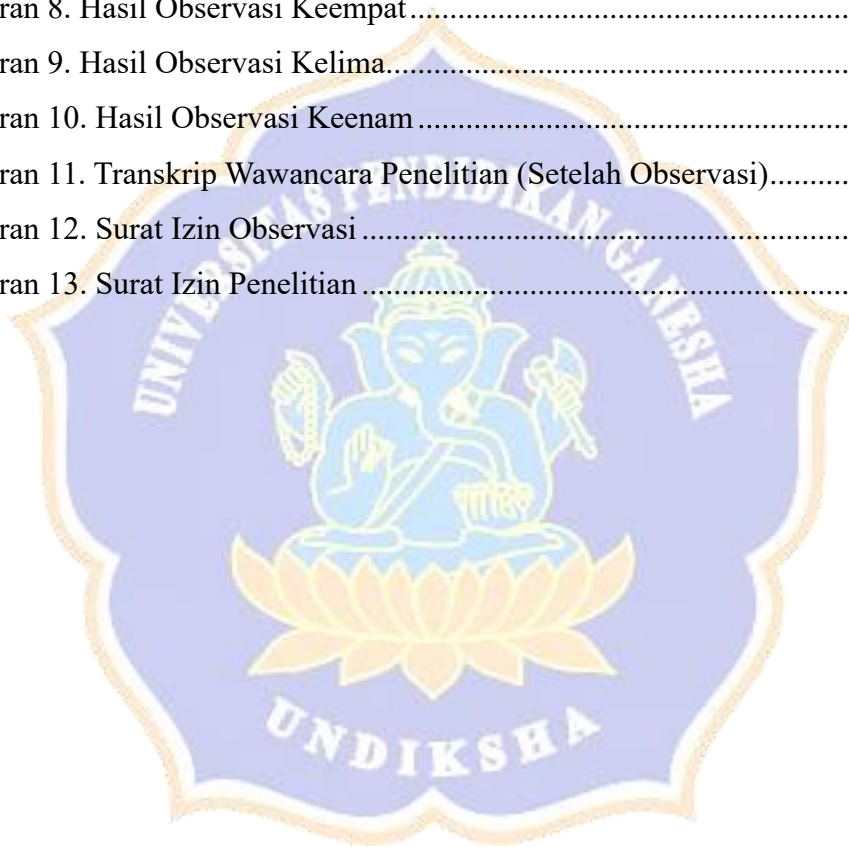 ran 8. Hasil Observasi Keempat
ran 9. Hasil Observasi Kelima
ran 10. Hasil Observasi Keenam
ran 11. Transkrip Wawancara Penelitian (Setelah Observasi)
ran 12. Surat Izin Observasi
ran 13. Surat Izin Penelitian
UNIVERSITAS PENDIDIKAN GANESHA
UNDIKSHA